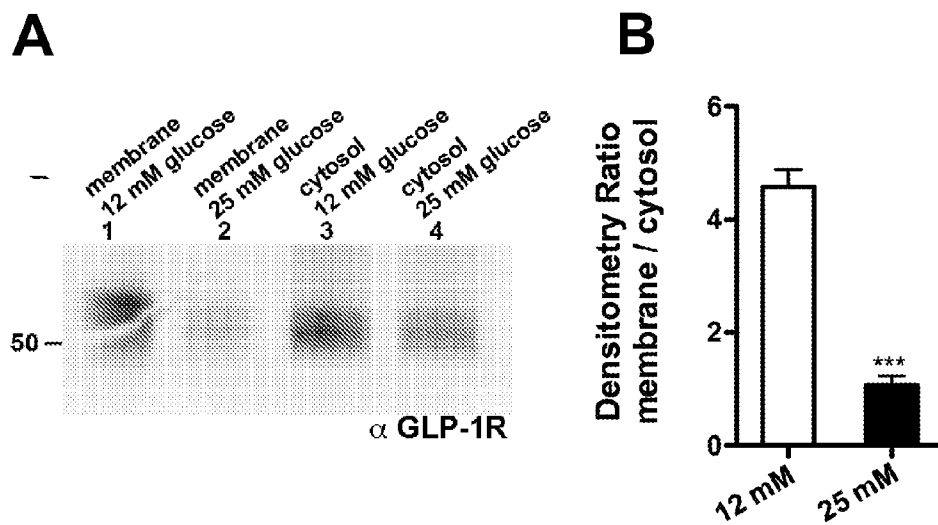 A
membrane
12 mM glucose
membrane
25 mM glucose
cytosol
12 mM glucose
cytosol
25 mM glucose
1 2 3 4
50
α GLP-1R
B
Densitometry Ratio
membrane / cytosol
6
4
2
0
***
12 mM
25 mM